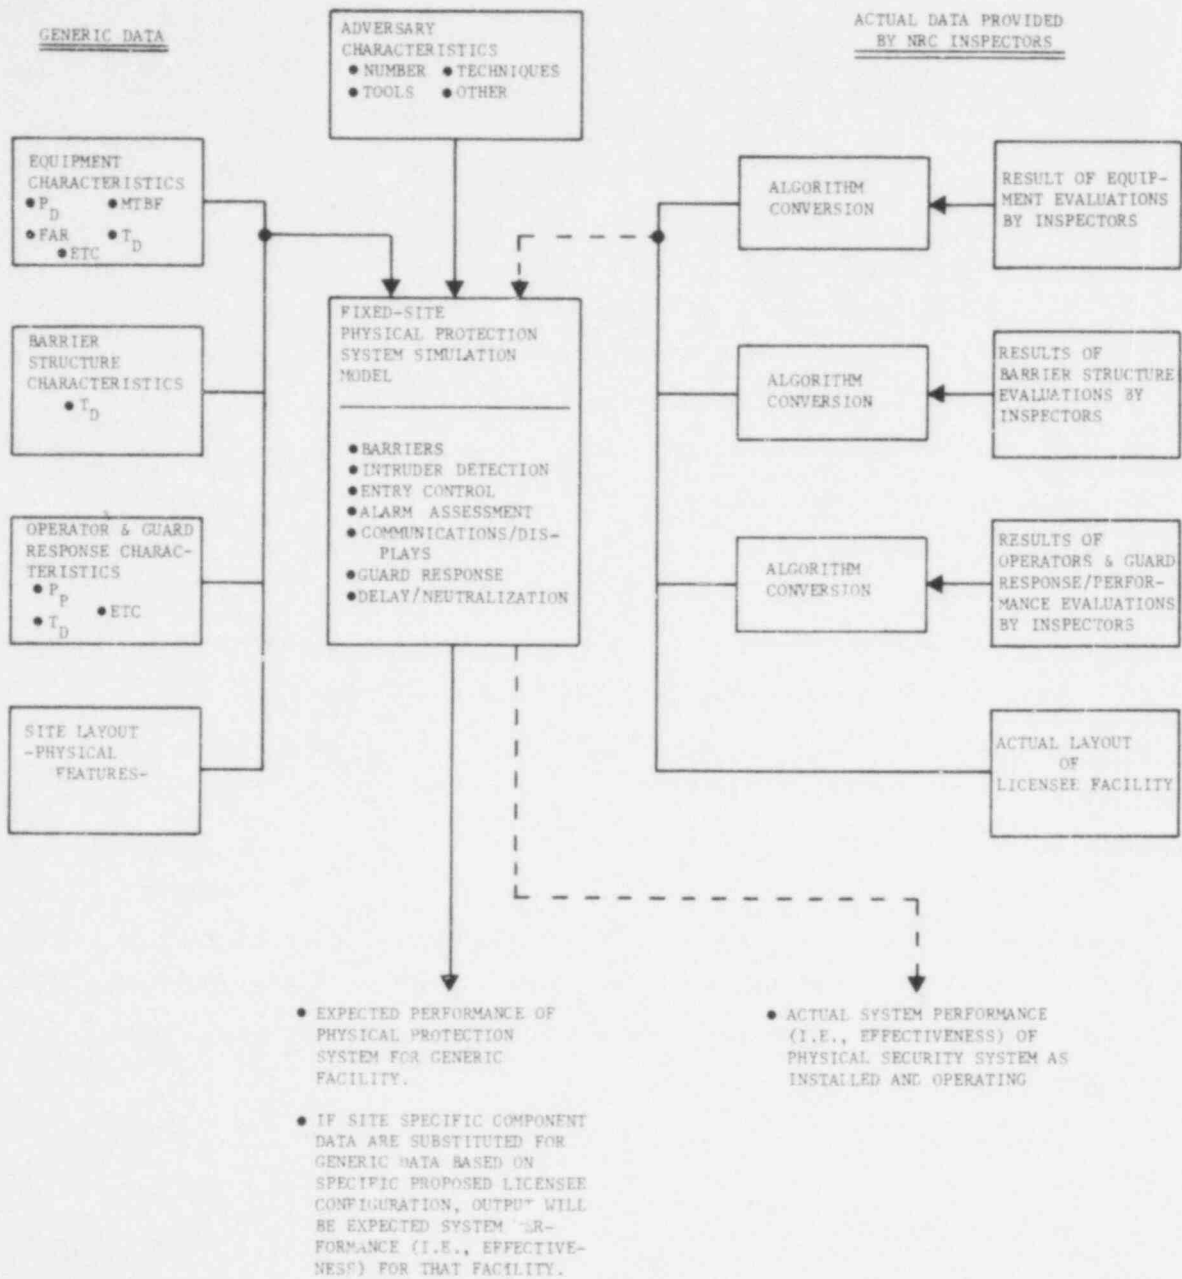 GENERIC DATA
ADVERSARY
CHARACTERISTICS
● NUMBER ● TECHNIQUES
● TOOLS ● OTHER
ACTUAL DATA PROVIDED
BY NRC INSPECTORS
EQUIPMENT
CHARACTERISTICS
● P_D ● MTBF
● FAR ● T_D
● ETC
BARRIER
STRUCTURE
CHARACTERISTICS
● T_D
OPERATOR & GUARD
RESPONSE CHARAC-
TERISTICS
● P_P
● ETC
● T_D
SITE LAYOUT
-PHYSICAL
FEATURES-
FIXED-SITE
PHYSICAL PROTECTION
SYSTEM SIMULATION
MODEL
● BARRIERS
● INTRUDER DETECTION
● ENTRY CONTROL
● ALARM ASSESSMENT
● COMMUNICATIONS/DIS-
PLAYS
● GUARD RESPONSE
● DELAY/NEUTRALIZATION
ALGORITHM
CONVERSION
RESULT OF EQUIP-
MENT EVALUATIONS
BY INSPECTORS
ALGORITHM
CONVERSION
RESULTS OF
BARRIER STRUCTURE
EVALUATIONS BY
INSPECTORS
ALGORITHM
CONVERSION
RESULTS OF
OPERATORS & GUARD
RESPONSE/PERFOR-
MANCE EVALUATIONS
BY INSPECTORS
ACTUAL LAYOUT
OF
LICENSEE FACILITY
● EXPECTED PERFORMANCE OF
PHYSICAL PROTECTION
SYSTEM FOR GENERIC
FACILITY.
● IF SITE SPECIFIC COMPONENT
DATA ARE SUBSTITUTED FOR
GENERIC DATA BASED ON
SPECIFIC PROPOSED LICENSEE
CONFIGURATION, OUTPUT WILL
BE EXPECTED SYSTEM
FORMANCE (I.E., EFFECTIVE-
NESS) FOR THAT FACILITY.
● ACTUAL SYSTEM PERFORMANCE
(I.E., EFFECTIVENESS) OF
PHYSICAL SECURITY SYSTEM AS
INSTALLED AND OPERATING